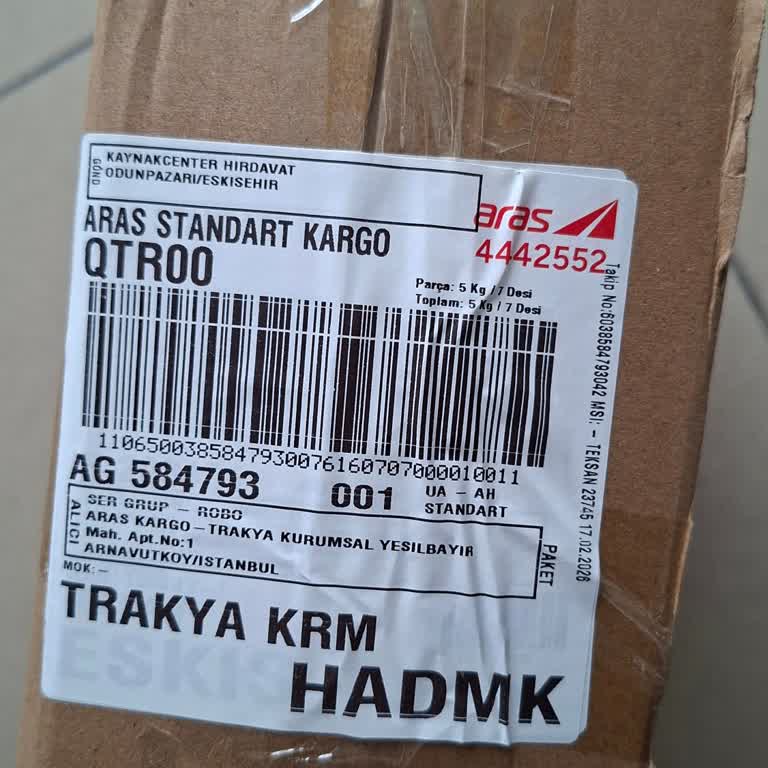 GÖND
KAYNAKCENTER HIRDAVAT
ODUNPAZARI/ESKISEHIR
aras
4442552
ARAS STANDART KARGO
QTR00
Parça: 5 Kg / 7 Desi
Toplam: 5 Kg / 7 Desi
1106500385847930076160707000010011
AG 584793
001
UA - AH
STANDART
ALICI
SER GRUP - ROBO
ARAS KARGO - TRAKYA KURUMSAL YESILBAYIR
Mah. Apt.No:1
ARNAVUTKOY/ISTANBUL
PAKET
MOK: -
TRAKYA KRM
ESKIS
HADMK
Takip No:6038584793042 MSI: - TEKSAN 23745 17.02.2026